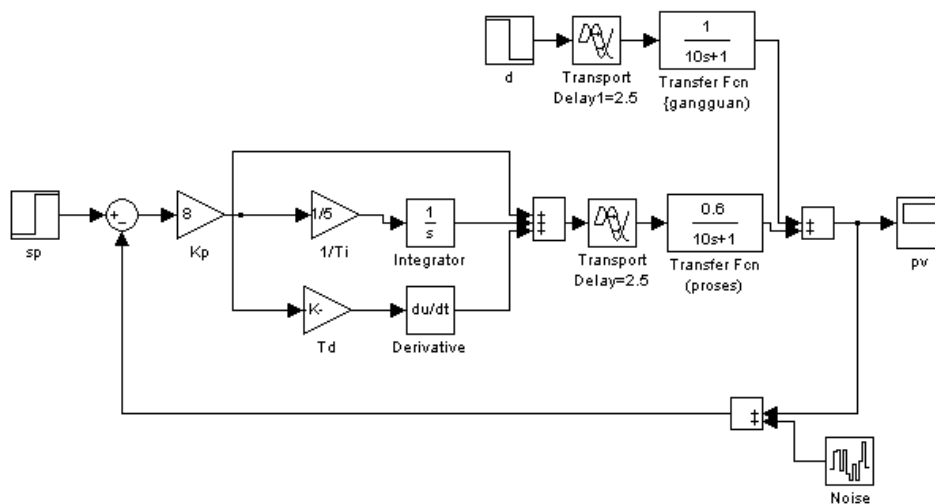 d
Transport
Delay1=2.5
1
10s+1
Transfer Fcn
{gangguan)
sp
+
−
8
Kp
1/5
1/Ti
1
s
Integrator
K-
Td
du/dt
Derivative
+
+
+
Transport
Delay=2.5
0.6
10s+1
Transfer Fcn
(proses)
+
+
pv
+
+
Noise